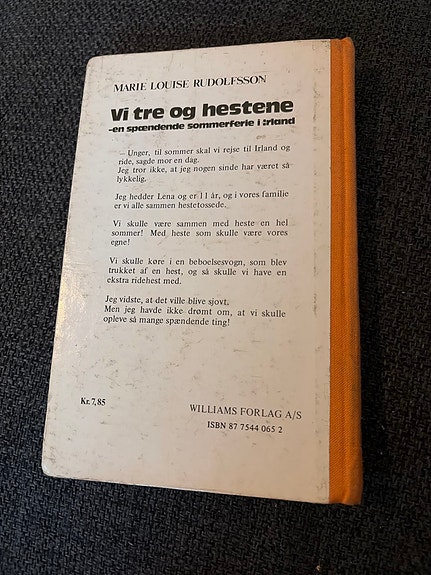 MARIE LOUISE RUDOLFSSON
Vi tre og hestene
-en spændende sommerferie i Irland
– Unger, til sommer skal vi rejse til Irland og
ride, sagde mor en dag.
Jeg tror ikke, at jeg nogen sinde har været så
lykkelig.
Jeg hedder Lena og er 11 år, og i vores familie
er vi alle sammen hestetossede.
Vi skulle være sammen med heste en hel
sommer! Med heste som skulle være vores
egne!
Vi skulle køre i en beboelsesvogn, som blev
trukket af en hest, og så skulle vi have en
ekstra ridehest med.
Jeg vidste, at det ville blive sjovt,
Men jeg havde ikke drømt om, at vi skulle
opleve så mange spændende ting!
Kr. 7,85
WILLIAMS FORLAG A/S
ISBN 87 7544 065 2